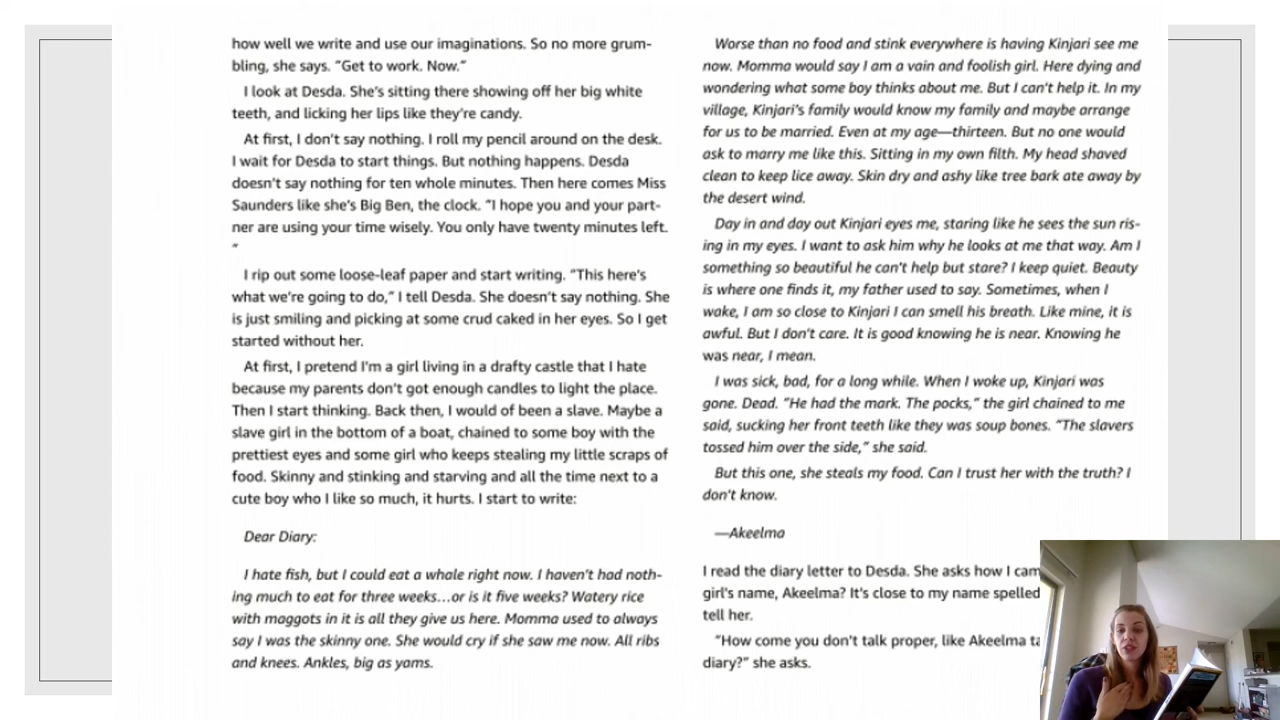 how well we write and use our imaginations. So no more grum-
bling, she says. “Get to work. Now.”
I look at Desda. She's sitting there showing off her big white
teeth, and licking her lips like they're candy.
At first, I don't say nothing. I roll my pencil around on the desk.
I wait for Desda to start things. But nothing happens. Desda
doesn't say nothing for ten whole minutes. Then here comes Miss
Saunders like she's Big Ben, the clock. “I hope you and your part-
ner are using your time wisely. You only have twenty minutes left.
”
I rip out some loose-leaf paper and start writing. “This here's
what we're going to do,” I tell Desda. She doesn't say nothing. She
is just smiling and picking at some crud caked in her eyes. So I get
started without her.
At first, I pretend I'm a girl living in a drafty castle that I hate
because my parents don't got enough candles to light the place.
Then I start thinking. Back then, I would of been a slave. Maybe a
slave girl in the bottom of a boat, chained to some boy with the
prettiest eyes and some girl who keeps stealing my little scraps of
food. Skinny and stinking and starving and all the time next to a
cute boy who I like so much, it hurts. I start to write:
Dear Diary:
I hate fish, but I could eat a whale right now. I haven't had noth-
ing much to eat for three weeks…or is it five weeks? Watery rice
with maggots in it is all they give us here. Momma used to always
say I was the skinny one. She would cry if she saw me now. All ribs
and knees. Ankles, big as yams.
Worse than no food and stink everywhere is having Kinjari see me
now. Momma would say I am a vain and foolish girl. Here dying and
wondering what some boy thinks about me. But I can't help it. In my
village, Kinjari's family would know my family and maybe arrange
for us to be married. Even at my age—thirteen. But no one would
ask to marry me like this. Sitting in my own filth. My head shaved
clean to keep lice away. Skin dry and ashy like tree bark ate away by
the desert wind.
Day in and day out Kinjari eyes me, staring like he sees the sun ris-
ing in my eyes. I want to ask him why he looks at me that way. Am I
something so beautiful he can't help but stare? I keep quiet. Beauty
is where one finds it, my father used to say. Sometimes, when I
wake, I am so close to Kinjari I can smell his breath. Like mine, it is
awful. But I don't care. It is good knowing he is near. Knowing he
was near, I mean.
I was sick, bad, for a long while. When I woke up, Kinjari was
gone. Dead. “He had the mark. The pocks,” the girl chained to me
said, sucking her front teeth like they was soup bones. “The slavers
tossed him over the side,” she said.
But this one, she steals my food. Can I trust her with the truth? I
don't know.
—Akeelma
I read the diary letter to Desda. She asks how I cam
girl's name, Akeelma? It's close to my name spelled
tell her.
“How come you don't talk proper, like Akeelma ta
diary?” she asks.